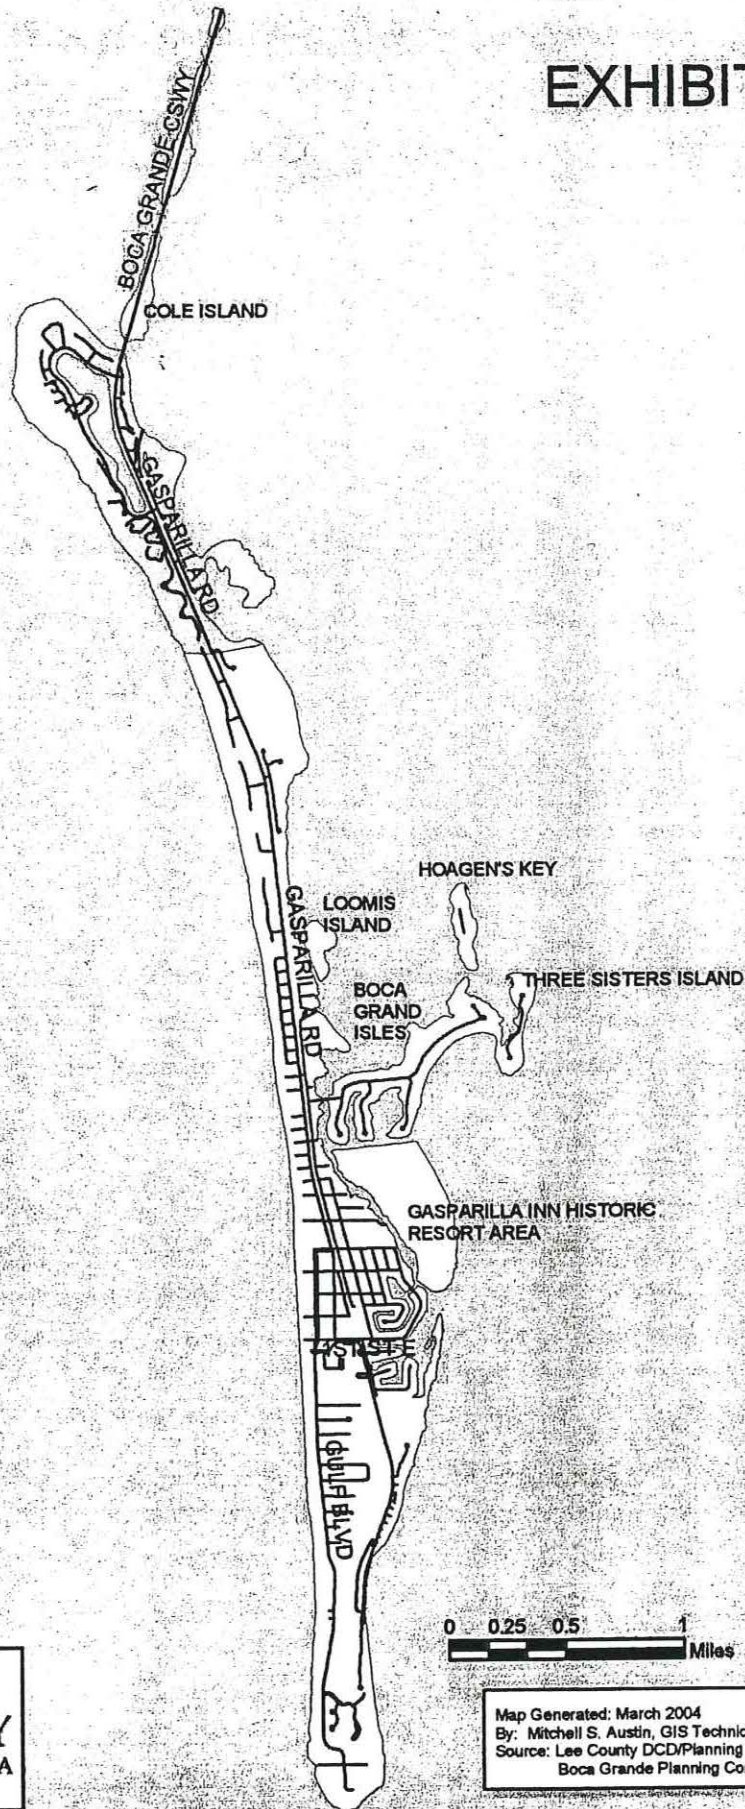 EXHIBIT
BOCA GRANDE CSWY
COLE ISLAND
GASPARILLA RD
HOAGEN'S KEY
LOOMIS
ISLAND
GASPARILLA RD
THREE SISTERS ISLAND
BOCA
GRAND
ISLES
GASPARILLA INN HISTORIC
RESORT AREA
GULF BLVD
0 0.25 0.5 1
Miles
Map Generated: March 2004
By: Mitchell S. Austin, GIS
Source: Lee County DCD/Planning
Boca Grande Planning